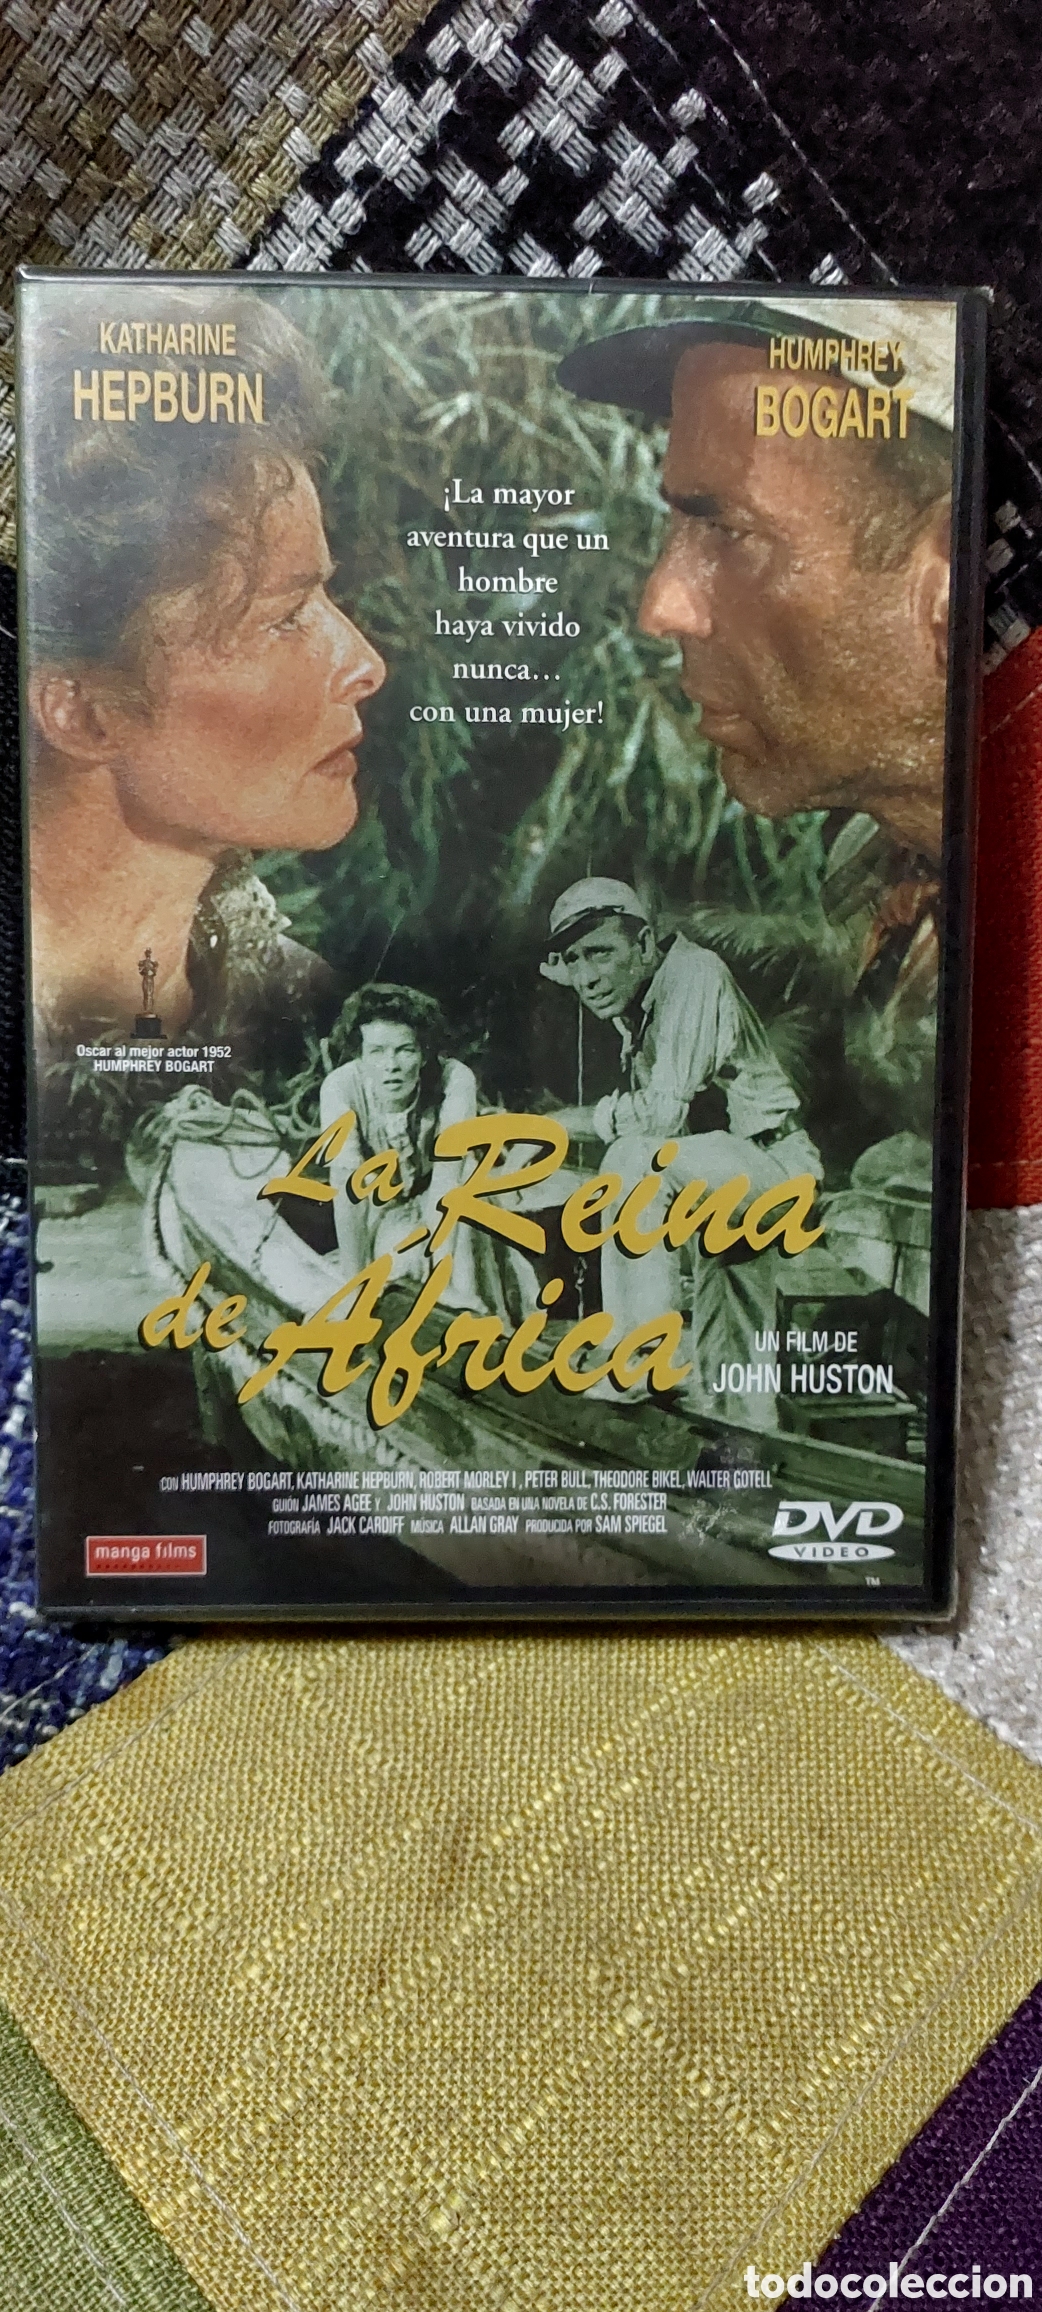 KATHARINE
HEPBURN
HUMPHREY
BOGART
¡La mayor
aventura que un
hombre
haya vivido
nunca...
con una mujer!
Oscar al mejor actor 1952
HUMPHREY BOGART
La Reina
de África
UN FILM DE
JOHN HUSTON
CON HUMPHREY BOGART, KATHARINE HEPBURN, ROBERT MORLEY I, PETER BULL, THEODORE BIKEL, WALTER GOTELL
GUIÓN JAMES AGEE Y JOHN HUSTON BASADA EN UNA NOVELA DE C.S. FORESTER
FOTOGRAFÍA JACK CARDIFF MÚSICA ALLAN GRAY PRODUCIDA POR SAM SPIEGEL
manga films
DVD
VIDEO
TM
todocoleccion